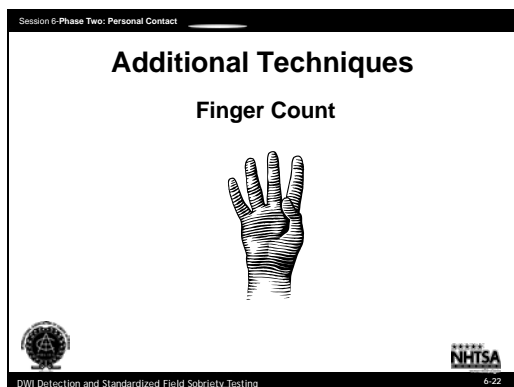 Session 6-Phase Two: Personal Contact
Additional Techniques
Finger Count
NHTSA
DWI Detection and Standardized Field Sobriety Testing
6-22